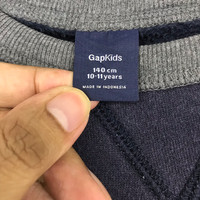 GapKids
140 cm
10-11 years
MADE IN INDONESIA